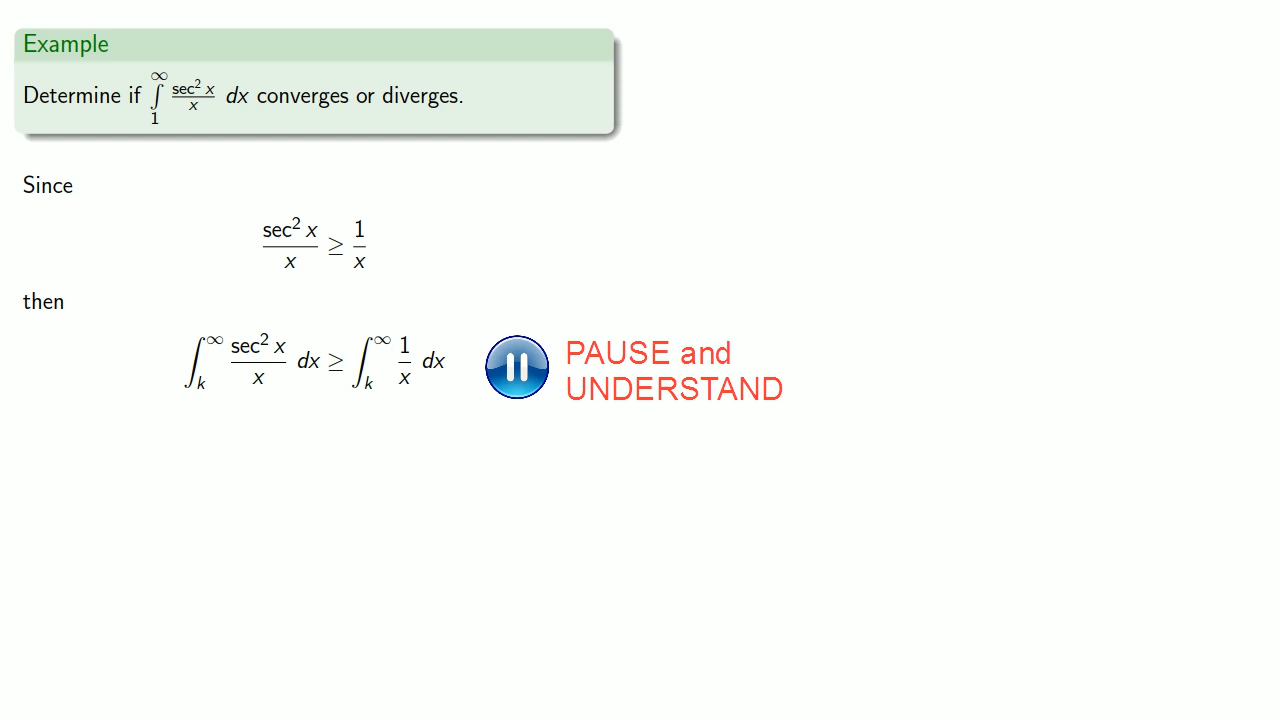 Example
Determine if ∫₁^∞ sec² x / x dx converges or diverges.
Since
sec² x / x ≥ 1 / x
then
∫ₖ^∞ sec² x / x dx ≥ ∫ₖ^∞ 1 / x dx
PAUSE and
UNDERSTAND